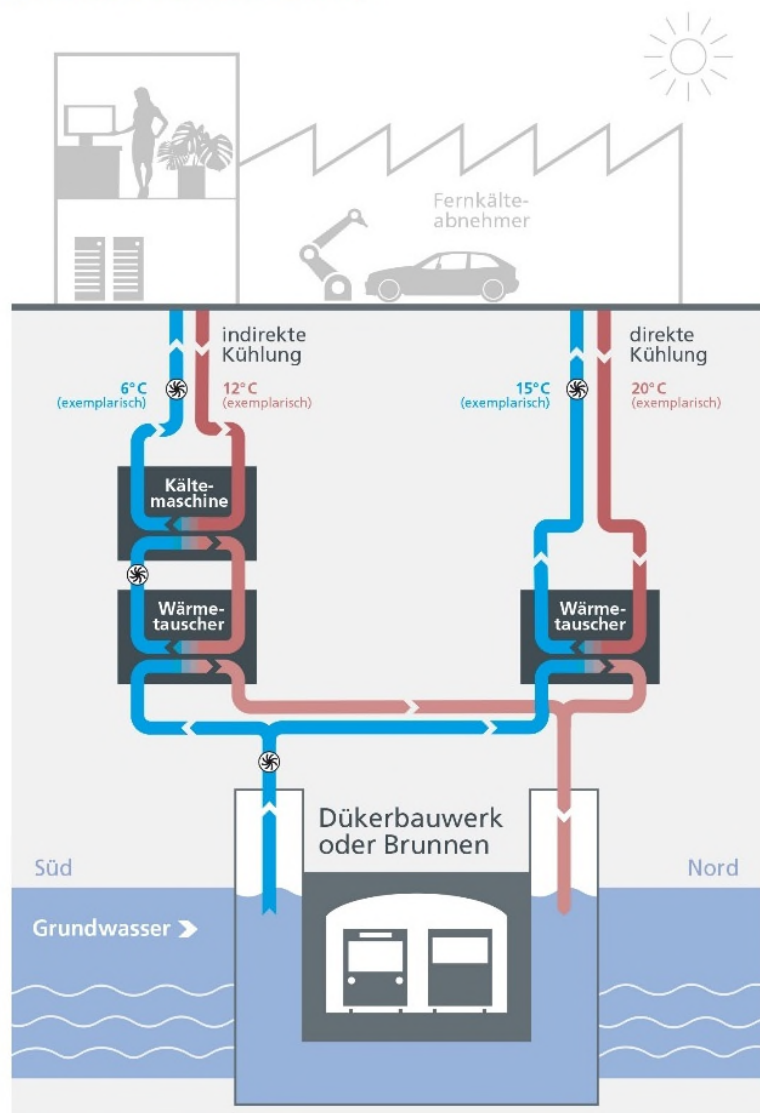 Fernkälte-
abnehmer
indirekte
Kühlung
direkte
Kühlung
6°C
(exemplarisch)
12°C
(exemplarisch)
15°C
(exemplarisch)
20°C
(exemplarisch)
Kälte-
maschine
Wärme-
tauscher
Wärme-
tauscher
Dükerbauwerk
oder Brunnen
Süd
Nord
Grundwasser